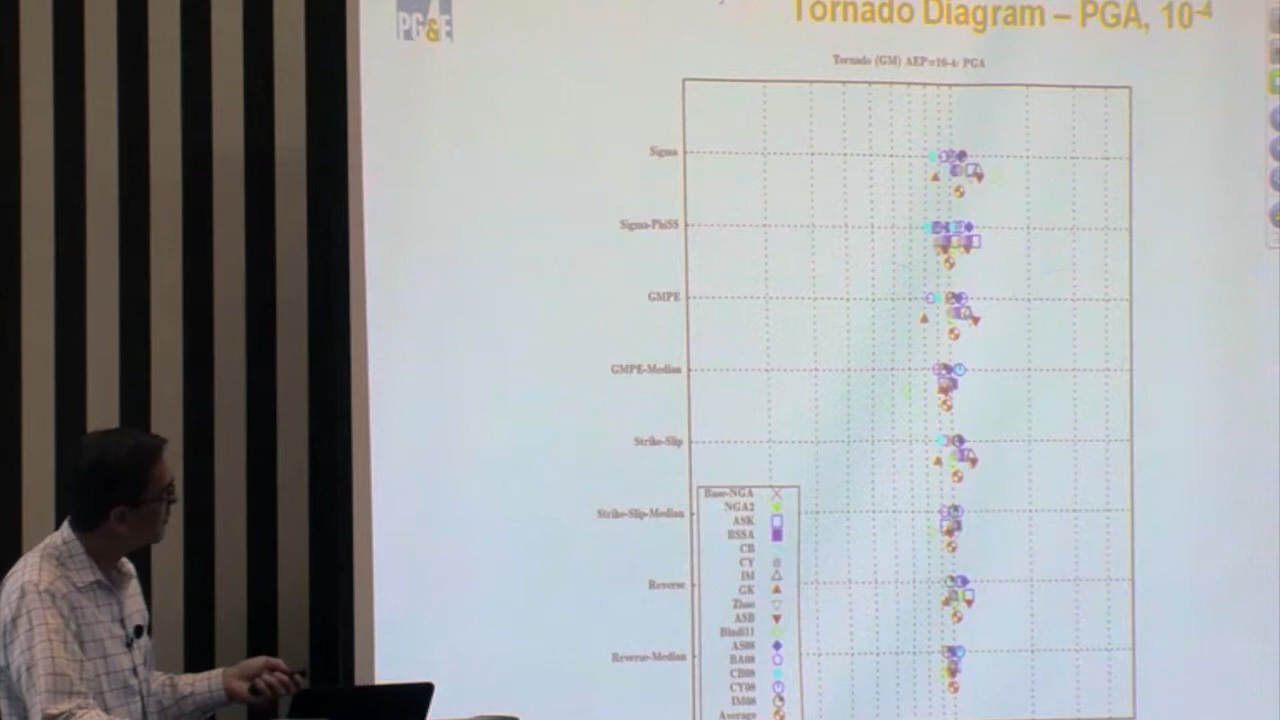 PG&E
Tornado Diagram – PGA, 10⁻⁴
Tornado (GM) AEP=10-4: PGA
Sigma
Sigma-PhiSS
GMPE
GMPE-Median
Strike-Slip
Strike-Slip-Median
Reverse
Reverse-Median
Base-NGA
NGA2
ASK
BSSA
CB
CY
IM
GK
Zhao
ASB
Bindi11
AS08
BA08
CB08
CY08
IM08
Average